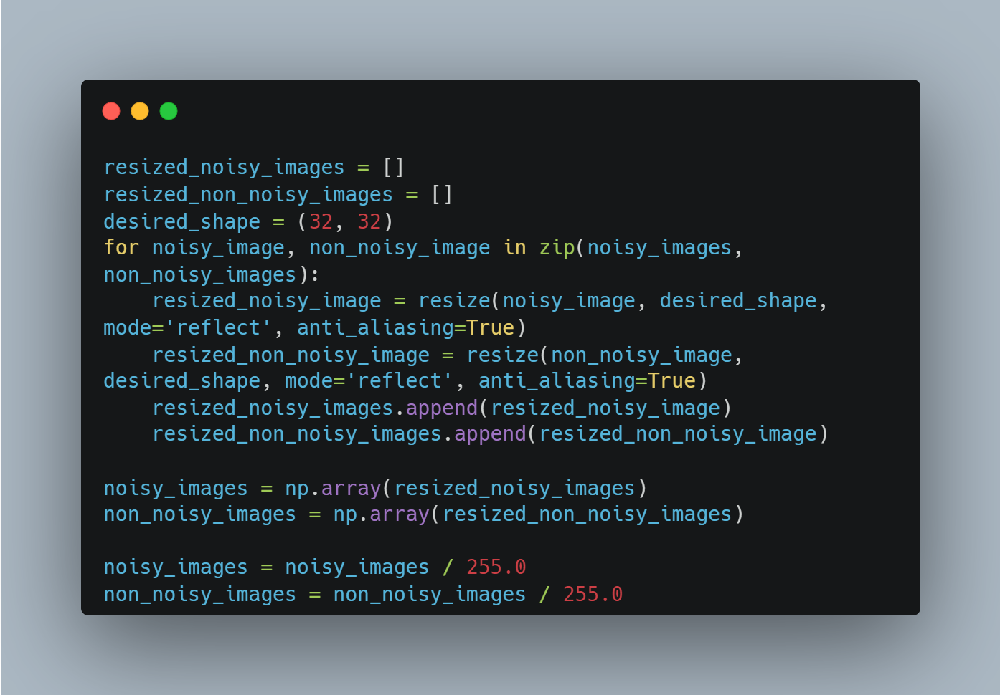 resized_noisy_images = []
resized_non_noisy_images = []
desired_shape = (32, 32)
for noisy_image, non_noisy_image in zip(noisy_images,
non_noisy_images):
    resized_noisy_image = resize(noisy_image, desired_shape,
mode='reflect', anti_aliasing=True)
    resized_non_noisy_image = resize(non_noisy_image,
desired_shape, mode='reflect', anti_aliasing=True)
    resized_noisy_images.append(resized_noisy_image)
    resized_non_noisy_images.append(resized_non_noisy_image)

noisy_images = np.array(resized_noisy_images)
non_noisy_images = np.array(resized_non_noisy_images)

noisy_images = noisy_images / 255.0
non_noisy_images = non_noisy_images / 255.0